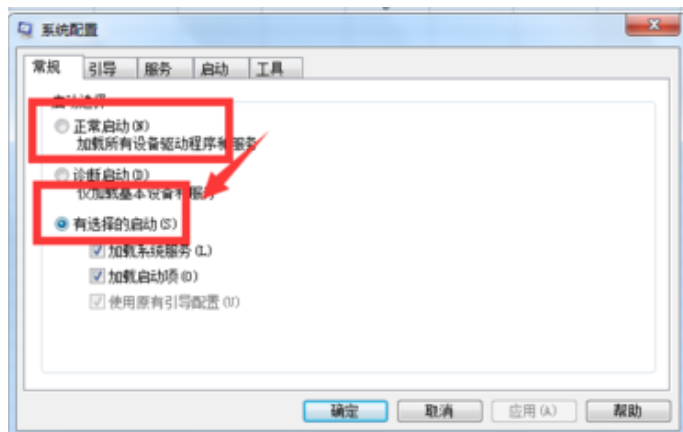 系统配置
常规 引导 服务 启动 工具
启动选择
正常启动(N)
加载所有设备驱动程序和服务
诊断启动(D)
仅加载基本设备和服务
有选择的启动(S)
加载系统服务(L)
加载启动项(O)
使用原有引导配置(U)
确定 取消 应用(A) 帮助